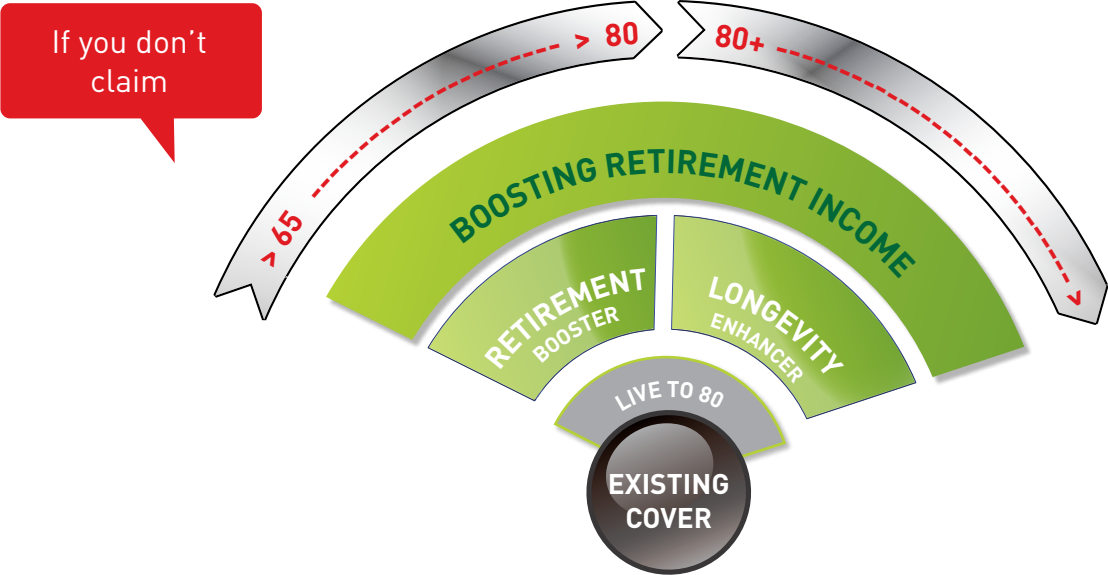 If you don’t
claim
> 65
> 80
80+
BOOSTING RETIREMENT INCOME
RETIREMENT
BOOSTER
LONGEVITY
ENHANCER
LIVE TO 80
EXISTING
COVER